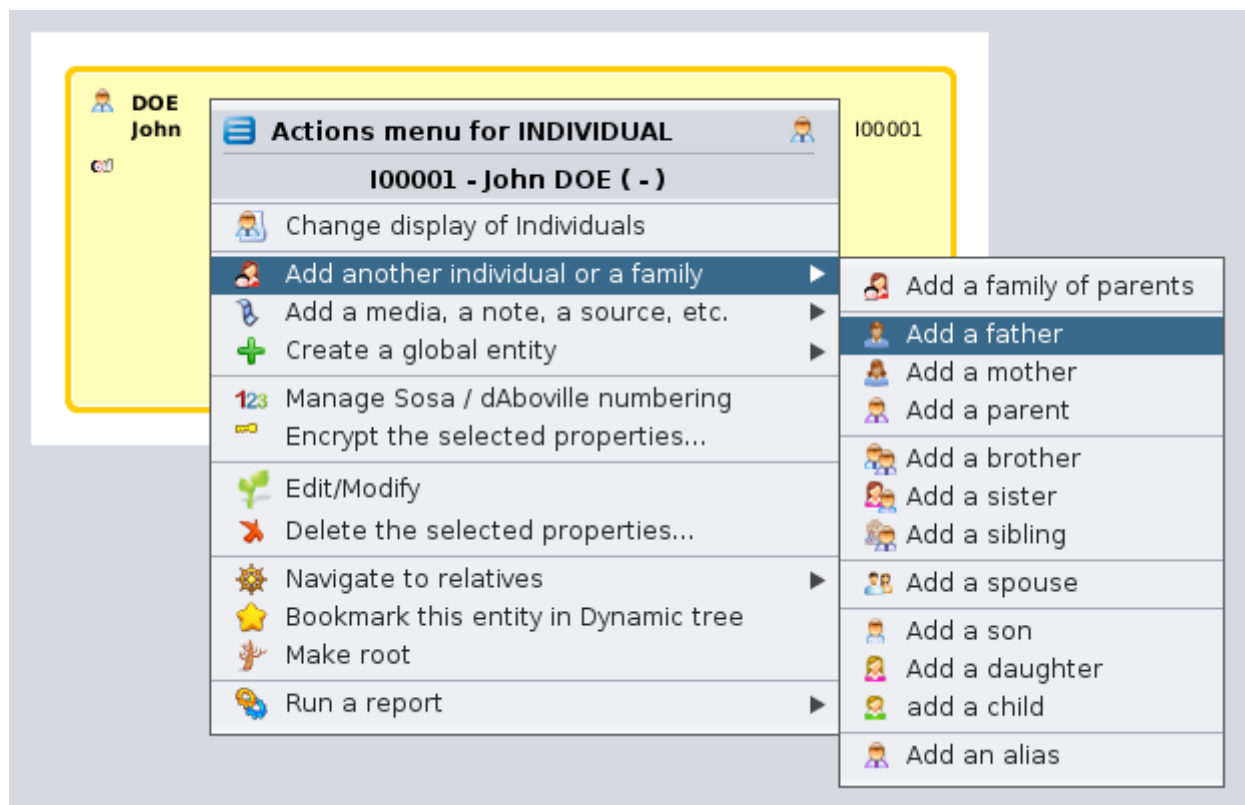 DOE
John
I00001
Actions menu for INDIVIDUAL
I00001 - John DOE ( - )
Change display of Individuals
Add another individual or a family
Add a media, a note, a source, etc.
Create a global entity
123 Manage Sosa / dAboville numbering
Encrypt the selected properties...
Edit/Modify
Delete the selected properties...
Navigate to relatives
Bookmark this entity in Dynamic tree
Make root
Run a report
Add a family of parents
Add a father
Add a mother
Add a parent
Add a brother
Add a sister
Add a sibling
Add a spouse
Add a son
Add a daughter
add a child
Add an alias